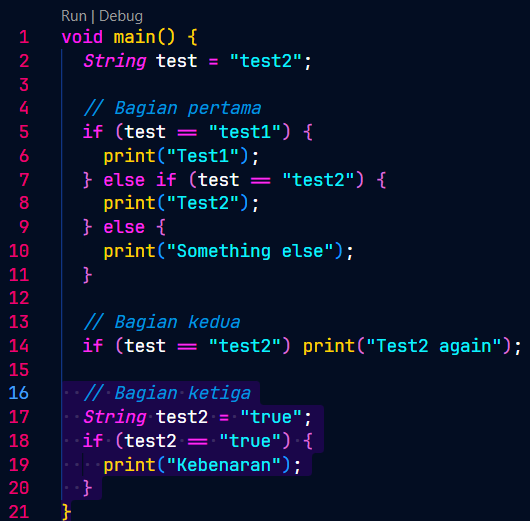 Run | Debug
1 void main() {
2 String test = "test2";
3
4 // Bagian pertama
5 if (test == "test1") {
6 print("Test1");
7 } else if (test == "test2") {
8 print("Test2");
9 } else {
10 print("Something else");
11 }
12
13 // Bagian kedua
14 if (test == "test2") print("Test2 again");
15
16 // Bagian ketiga
17 String test2 = "true";
18 if (test2 == "true") {
19 print("Kebenaran");
20 }
21 }